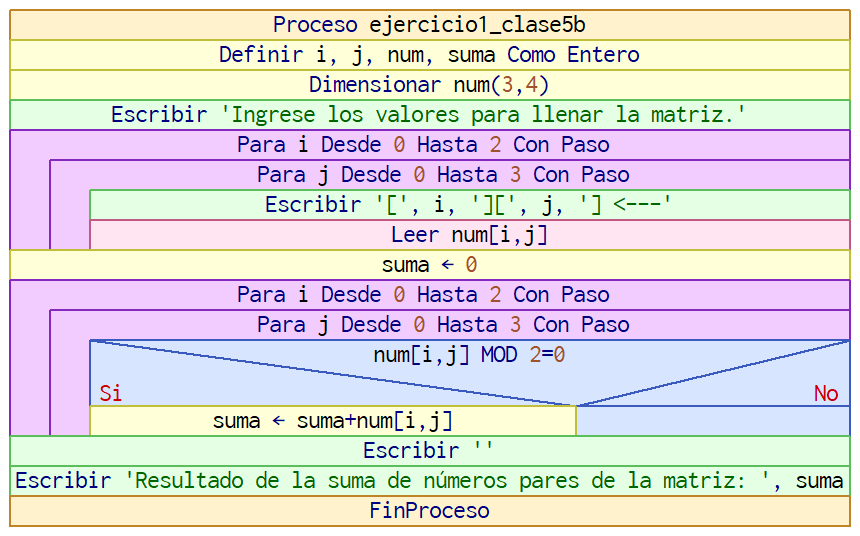 Proceso ejercicio1_clase5b
Definir i, j, num, suma Como Entero
Dimensionar num(3,4)
Escribir 'Ingrese los valores para llenar la matriz.'
Para i Desde 0 Hasta 2 Con Paso
Para j Desde 0 Hasta 3 Con Paso
Escribir '[', i, '][', j, '] <---'
Leer num[i,j]
suma ← 0
Para i Desde 0 Hasta 2 Con Paso
Para j Desde 0 Hasta 3 Con Paso
num[i,j] MOD 2=0
Si No
suma ← suma+num[i,j]
Escribir ''
Escribir 'Resultado de la suma de números pares de la matriz: ', suma
FinProceso